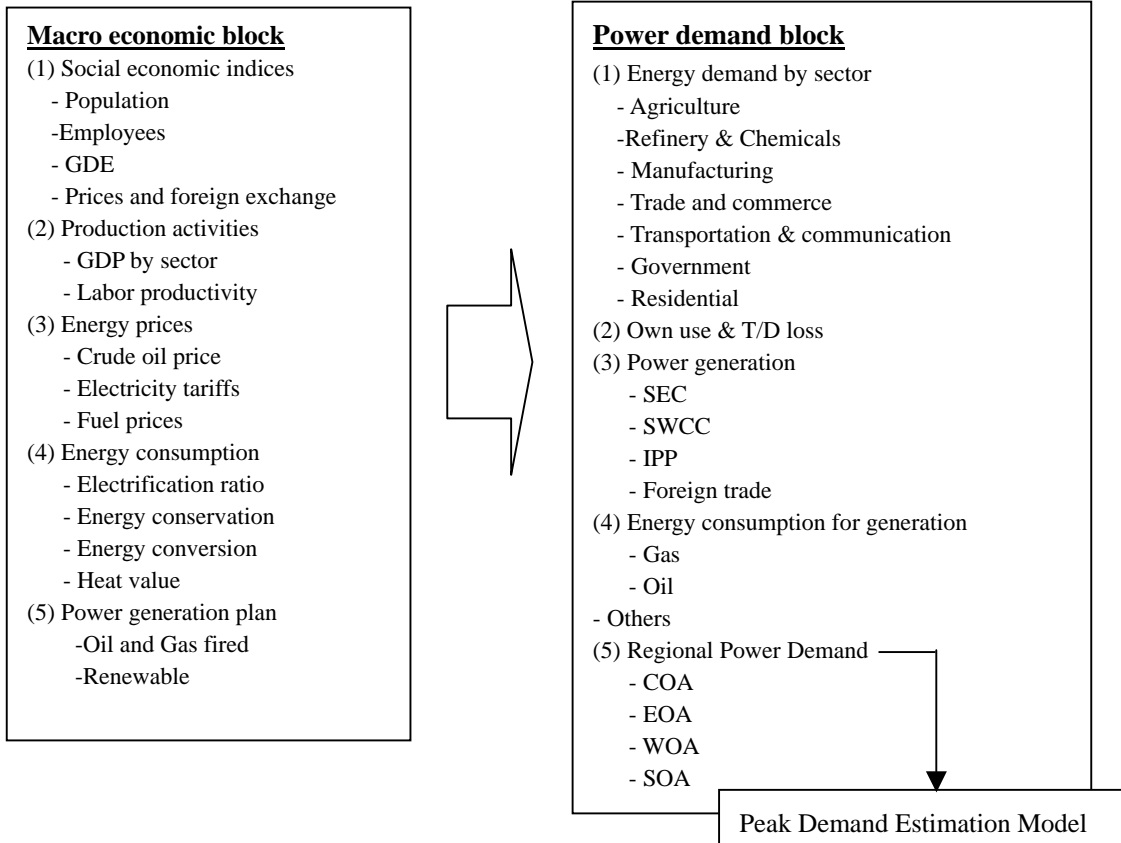 Macro economic block
(1) Social economic indices
- Population
-Employees
- GDE
- Prices and foreign exchange
(2) Production activities
- GDP by sector
- Labor productivity
(3) Energy prices
- Crude oil price
- Electricity tariffs
- Fuel prices
(4) Energy consumption
- Electrification ratio
- Energy conservation
- Energy conversion
- Heat value
(5) Power generation plan
-Oil and Gas fired
-Renewable
Power demand block
(1) Energy demand by sector
- Agriculture
-Refinery & Chemicals
- Manufacturing
- Trade and commerce
- Transportation & communication
- Government
- Residential
(2) Own use & T/D loss
(3) Power generation
- SEC
- SWCC
- IPP
- Foreign trade
(4) Energy consumption for generation
- Gas
- Oil
- Others
(5) Regional Power Demand
- COA
- EOA
- WOA
- SOA
Peak Demand Estimation Model